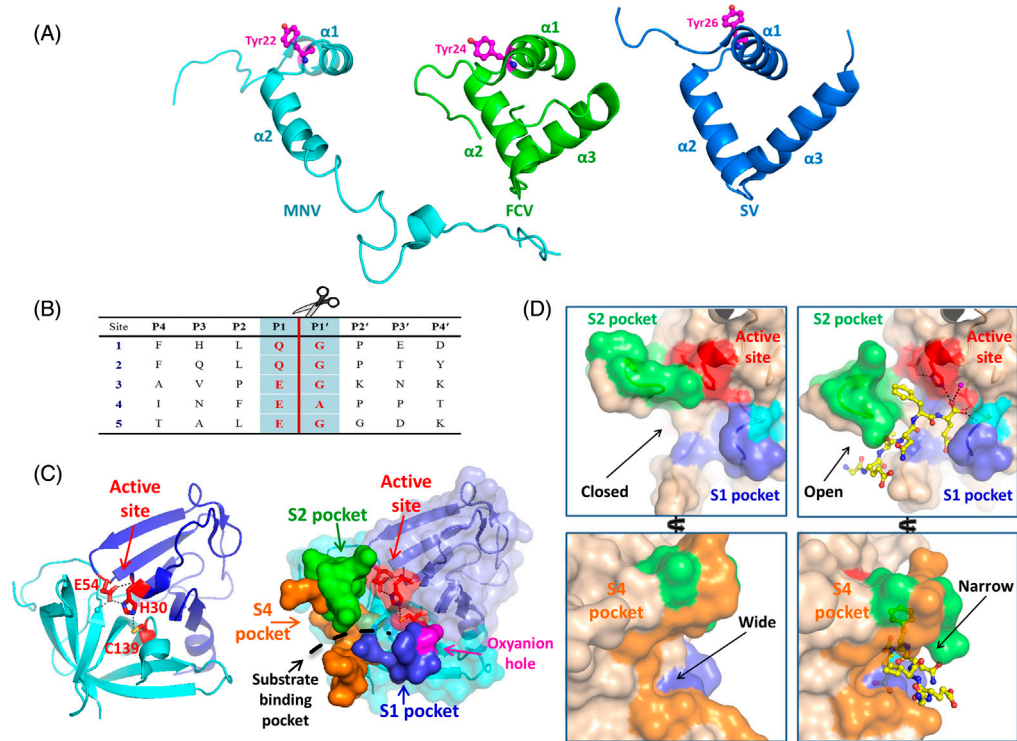 (A)
Tyr22
α1
α2
MNV
Tyr24
α1
α2
α3
FCV
Tyr26
α1
α2
α3
SV
(B)
Site P4 P3 P2 P1 P1′ P2′ P3′ P4′
1 F H L Q G P E D
2 F Q L Q G P T Y
3 A V P E G K N K
4 I N F E A P P T
5 T A L E G G D K
(C)
Active
site
E54
H30
C139
S2 pocket
Active
site
S4
pocket
Substrate
binding
pocket
S1 pocket
Oxyanion
hole
(D)
S2 pocket
Active
site
Closed
S1 pocket
S2 pocket
Active
site
Open
S1 pocket
S4
pocket
Wide
S4
pocket
Narrow